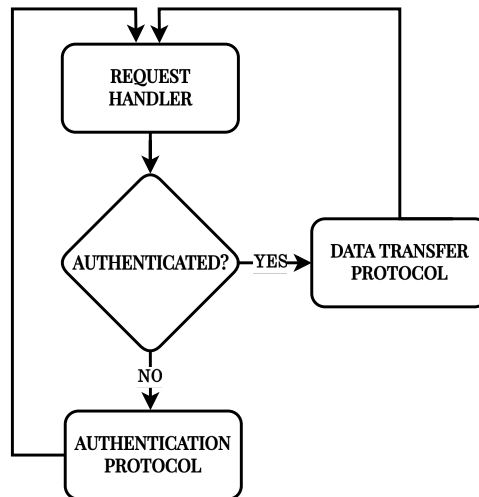 REQUEST
HANDLER
AUTHENTICATED?
YES
DATA TRANSFER
PROTOCOL
NO
AUTHENTICATION
PROTOCOL